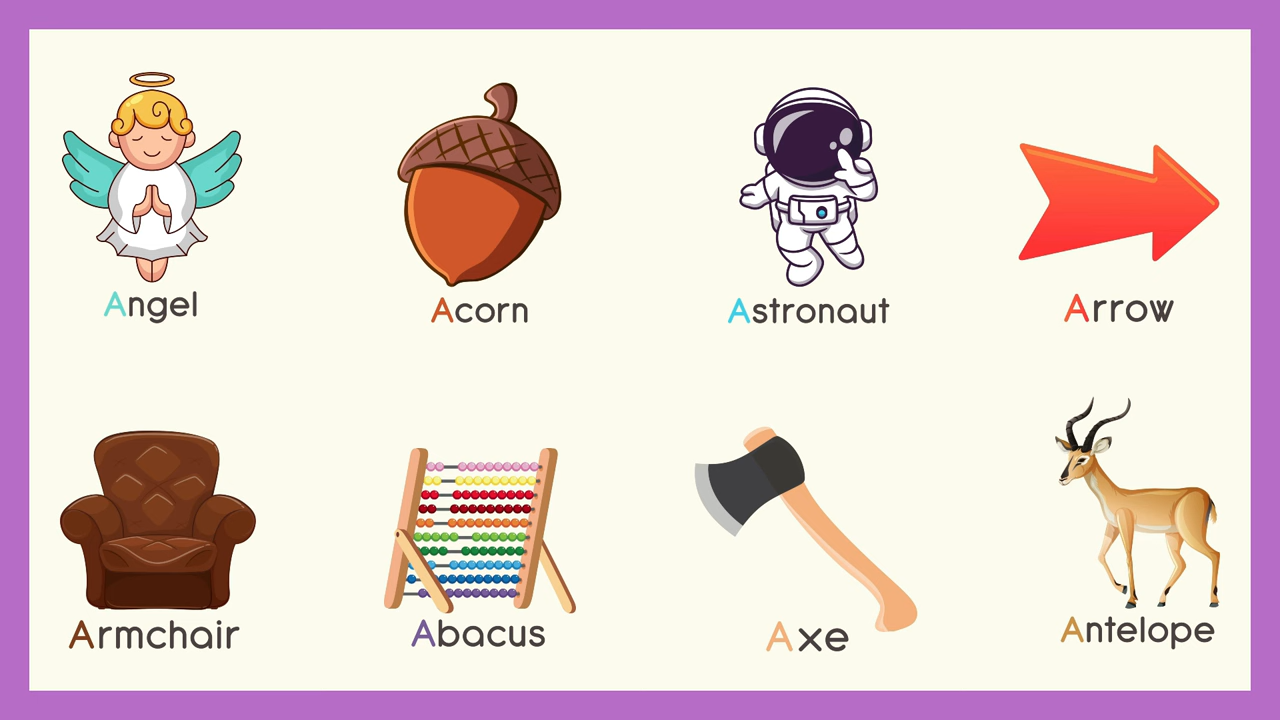 Angel
Acorn
Astronaut
Arrow
Armchair
Abacus
Axe
Antelope